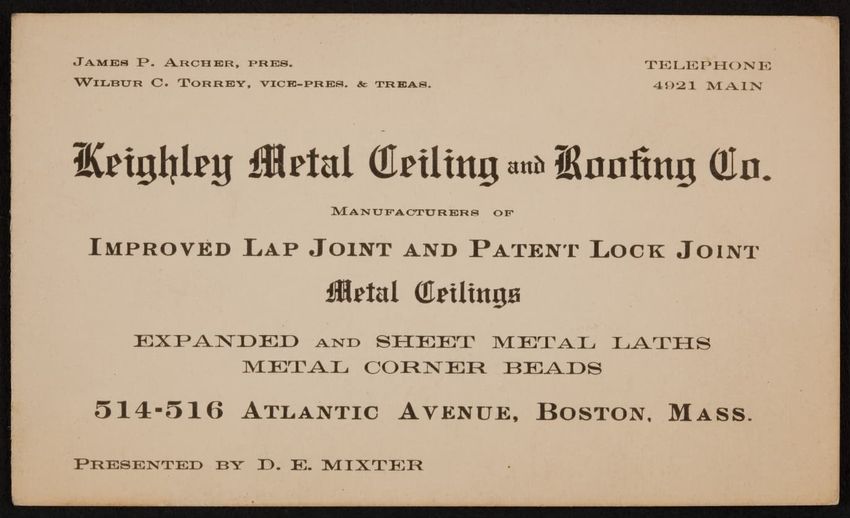 James P. Archer, pres.
Wilbur C. Torrey, vice-pres. & treas.
TELEPHONE
4921 MAIN
Keighley Metal Ceiling and Roofing Co.
Manufacturers of
Improved Lap Joint and Patent Lock Joint
Metal Ceilings
EXPANDED AND SHEET METAL LATHS
METAL CORNER BEADS
514-516 Atlantic Avenue, Boston, Mass.
Presented by D. E. MIXTER